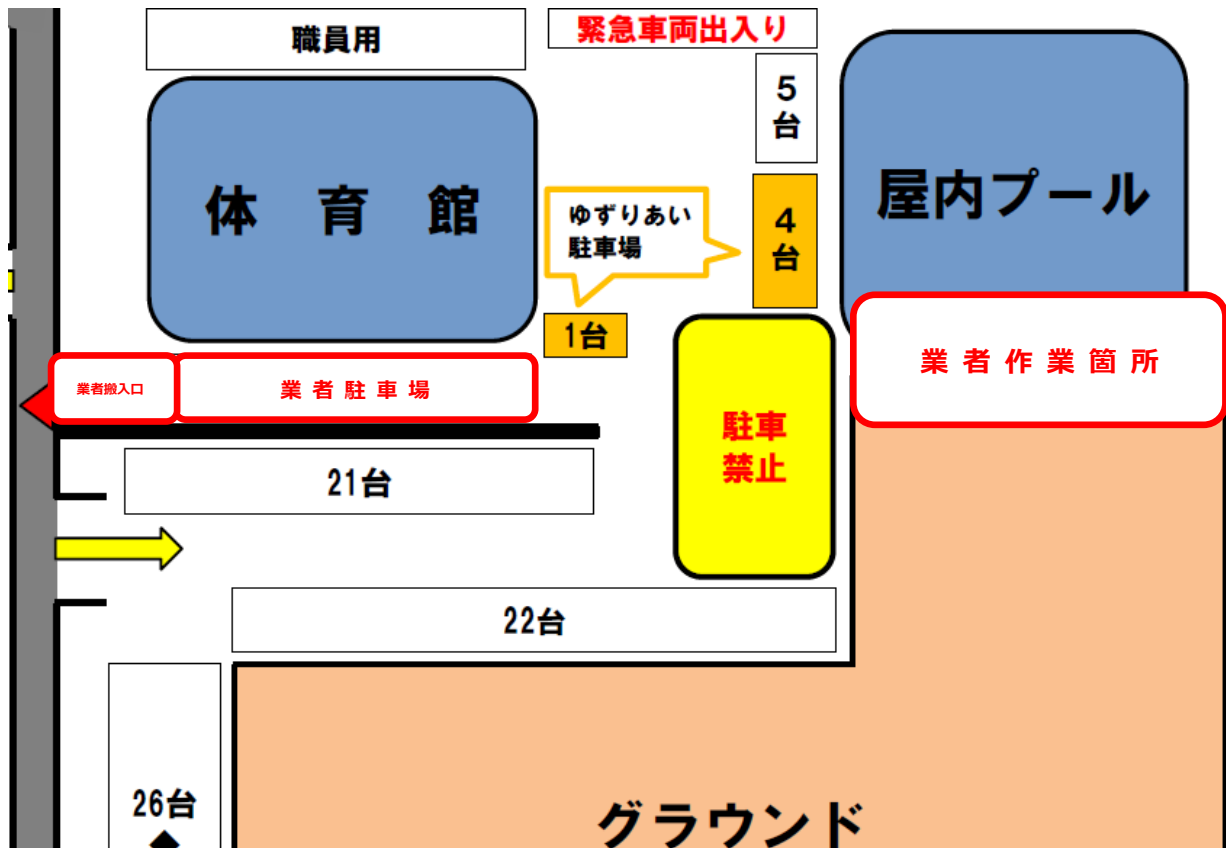 職員用
緊急車両出入り
5
台
体 育 館
屋内プール
ゆずりあい
駐車場
4
台
1台
業者搬入口
業 者 駐 車 場
業 者 作 業 箇 所
駐車
禁止
21台
22台
26台
グラウンド